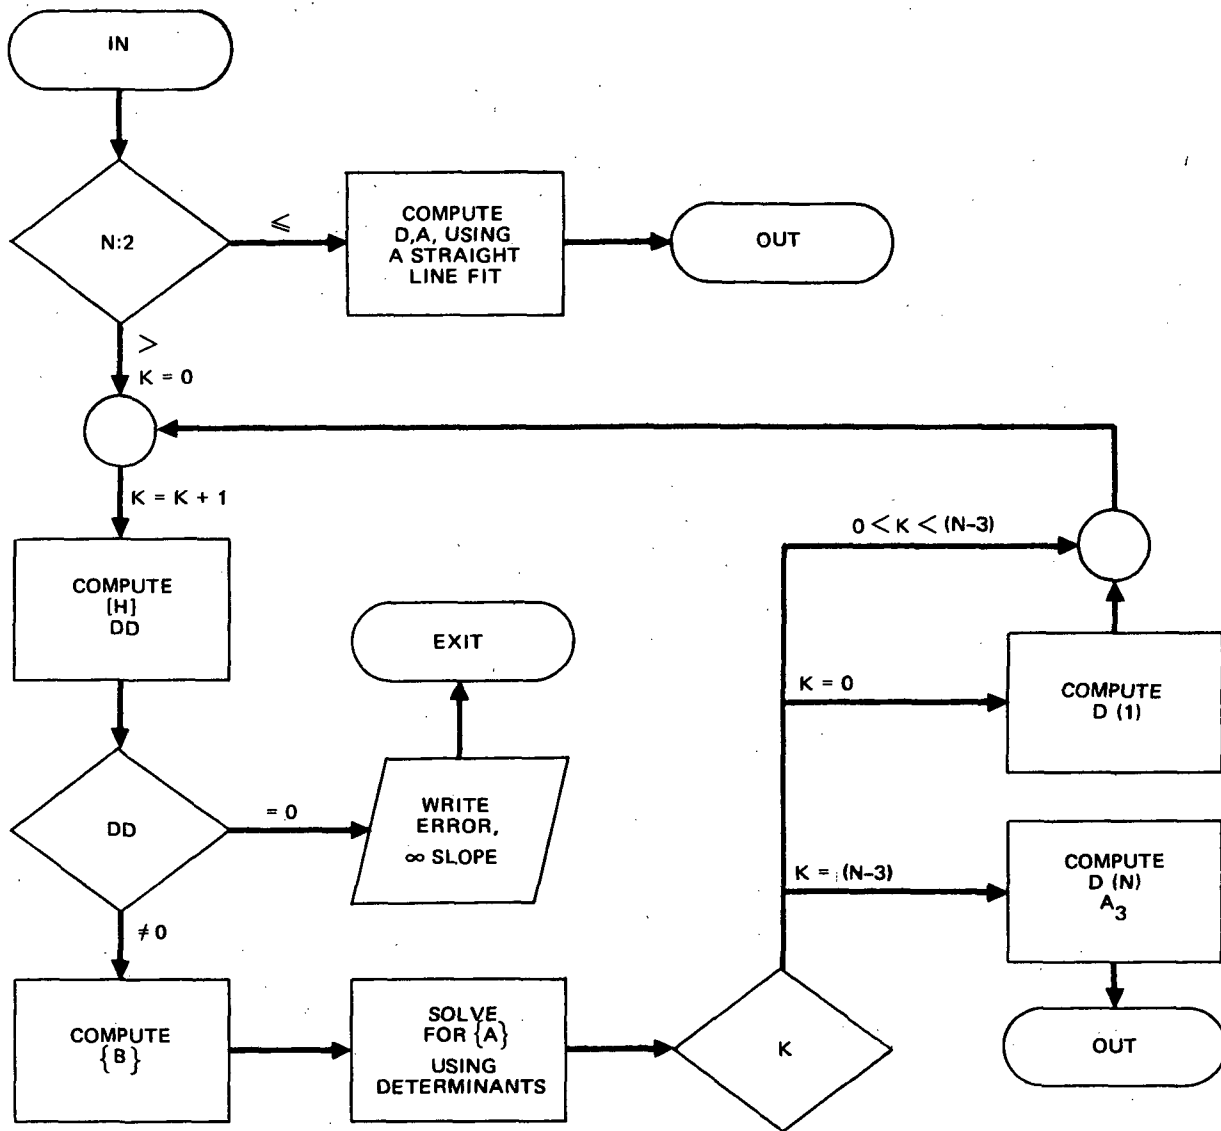 IN
N:2
≤
COMPUTE
D,A, USING
A STRAIGHT
LINE FIT
OUT
>
K = 0
K = K + 1
COMPUTE
[H]
DD
EXIT
0 < K < (N-3)
K = 0
COMPUTE
D (1)
DD
= 0
WRITE
ERROR,
∞ SLOPE
K = (N-3)
COMPUTE
D (N)
A3
≠0
COMPUTE
{B}
SOLVE
FOR {A}
USING
DETERMINANTS
K
OUT